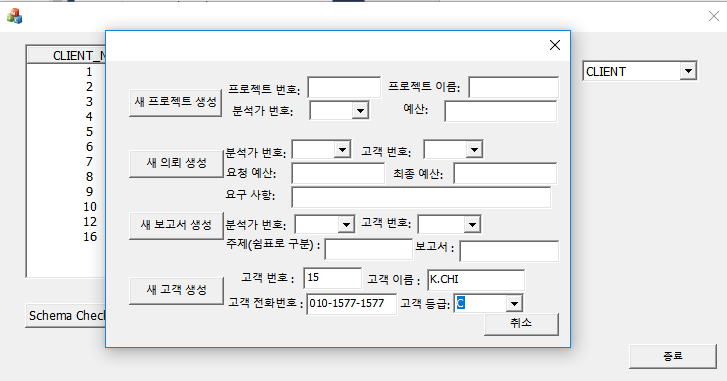 CLIENT_N
1
2
3
4
5
6
7
8
9
10
12
16
CLIENT
새 프로젝트 생성
프로젝트 번호:
프로젝트 이름:
분석가 번호:
예산:
새 의뢰 생성
분석가 번호:
고객 번호:
요청 예산:
최종 예산:
요구 사항:
새 보고서 생성
분석가 번호:
고객 번호:
주제(쉼표로 구분) :
보고서 :
새 고객 생성
고객 번호 : 15
고객 이름 : K.CHI
고객 전화번호 : 010-1577-1577
고객 등급: C
취소
Schema Chec
종료